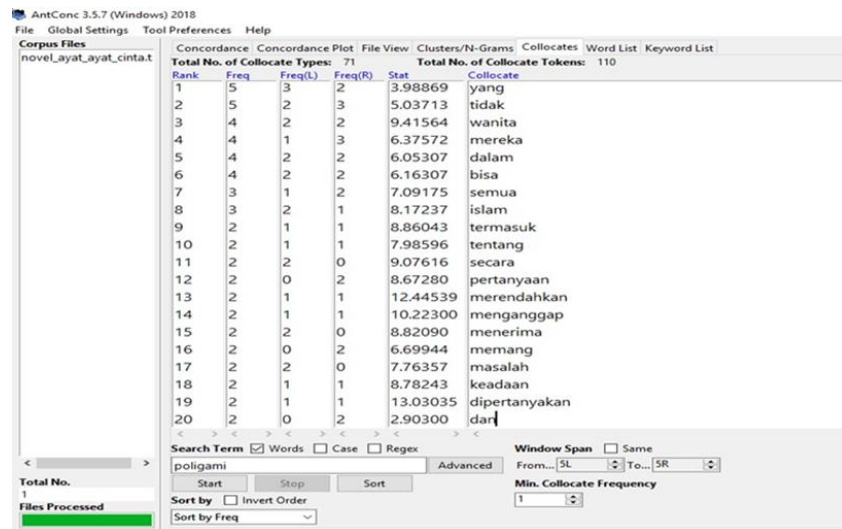 AntConc 3.5.7 (Windows) 2018
File Global Settings Tool Preferences Help
Corpus Files
novel_ayat_ayat_cinta.t
Concordance Concordance Plot File View Clusters/N-Grams Collocates Word List Keyword List
Total No. of Collocate Types: 71 Total No. of Collocate Tokens: 110
Rank Freq Freq(L) Freq(R) Stat Collocate
1 5 3 2 3.98869 yang
2 5 2 3 5.03713 tidak
3 4 2 2 9.41564 wanita
4 4 1 3 6.37572 mereka
5 4 2 2 6.05307 dalam
6 4 2 2 6.16307 bisa
7 3 1 2 7.09175 semua
8 3 2 1 8.17237 islam
9 2 1 1 8.86043 termasuk
10 2 1 1 7.98596 tentang
11 2 2 0 9.07616 secara
12 2 0 2 8.67280 pertanyaan
13 2 1 1 12.44539 merendahkan
14 2 1 1 10.22300 menganggap
15 2 2 0 8.82090 menerima
16 2 0 2 6.69944 memang
17 2 2 0 7.76357 masalah
18 2 1 1 8.78243 keadaan
19 2 1 1 13.03035 dipertanyakan
20 2 0 2 2.90300 dan
Search Term Words Case Regex Window Span Same
poligami Advanced From... 5L To... 5R
Start Stop Sort Min. Collocate Frequency
Sort by Invert Order 1
Sort by Freq
Total No.
1
Files Processed